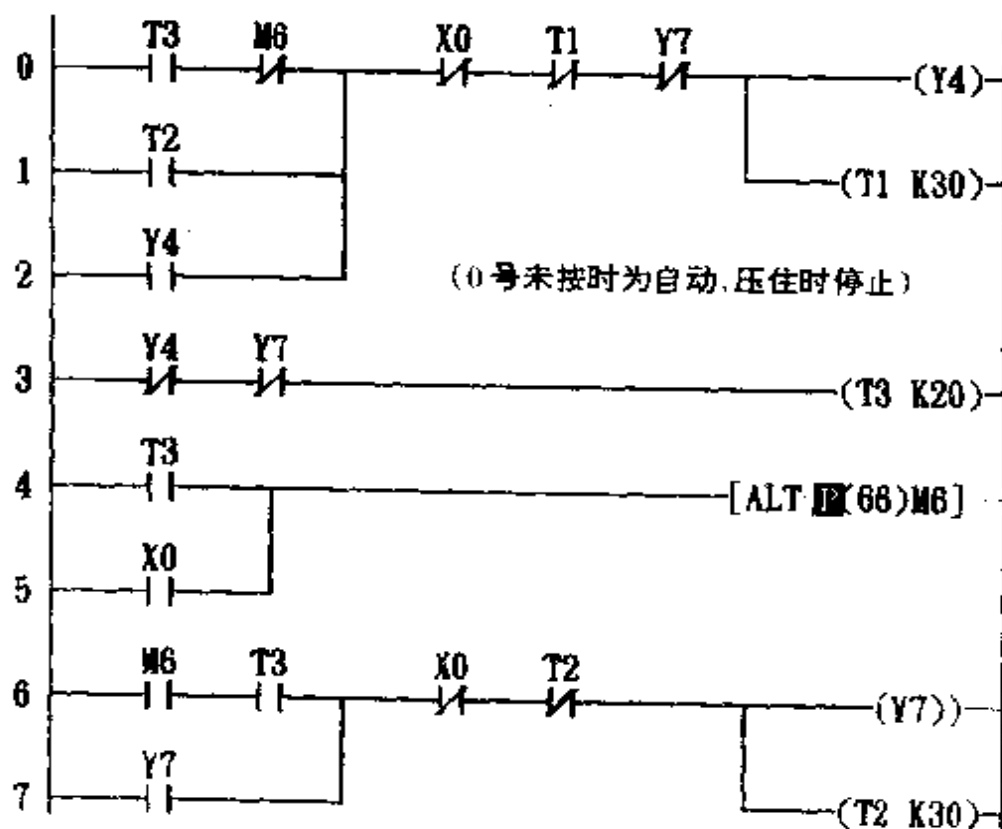 T3 M6 X0 T1 Y7
0 (Y4)
T2
1 (T1 K30)
Y4
2 (0号未按时为自动,压住时停止)
Y4 Y7
3 (T3 K20)
T3
4 [ALT P(66)M6]
X0
5
M6 T3 X0 T2
6 (Y7))
Y7
7 (T2 K30)